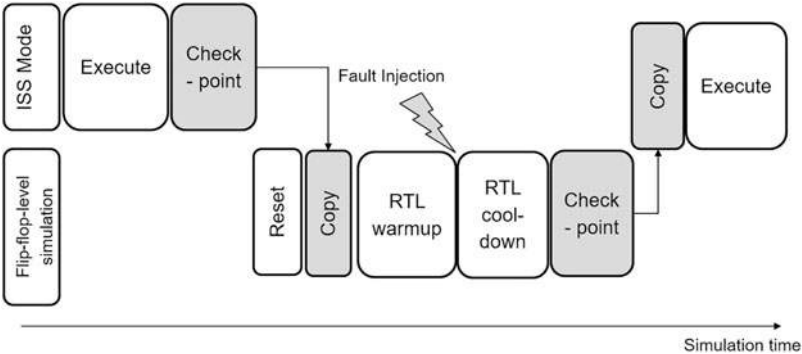 ISS Mode
Execute
Check
- point
Fault Injection
Copy
Execute
Flip-flop-level
simulation
Reset
Copy
RTL
warmup
RTL
cool-
down
Check
- point
Simulation time